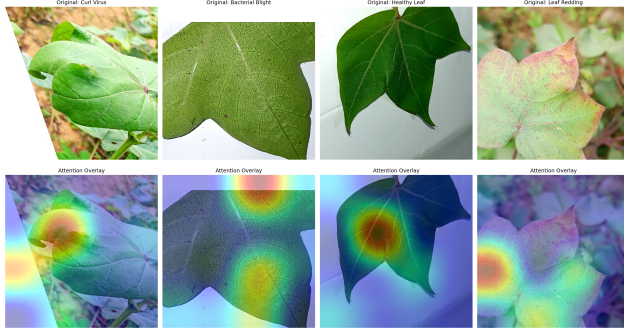 Original: Curl Virus
Original: Bacterial Blight
Original: Healthy Leaf
Original: Leaf Redding
Attention Overlay
Attention Overlay
Attention Overlay
Attention Overlay